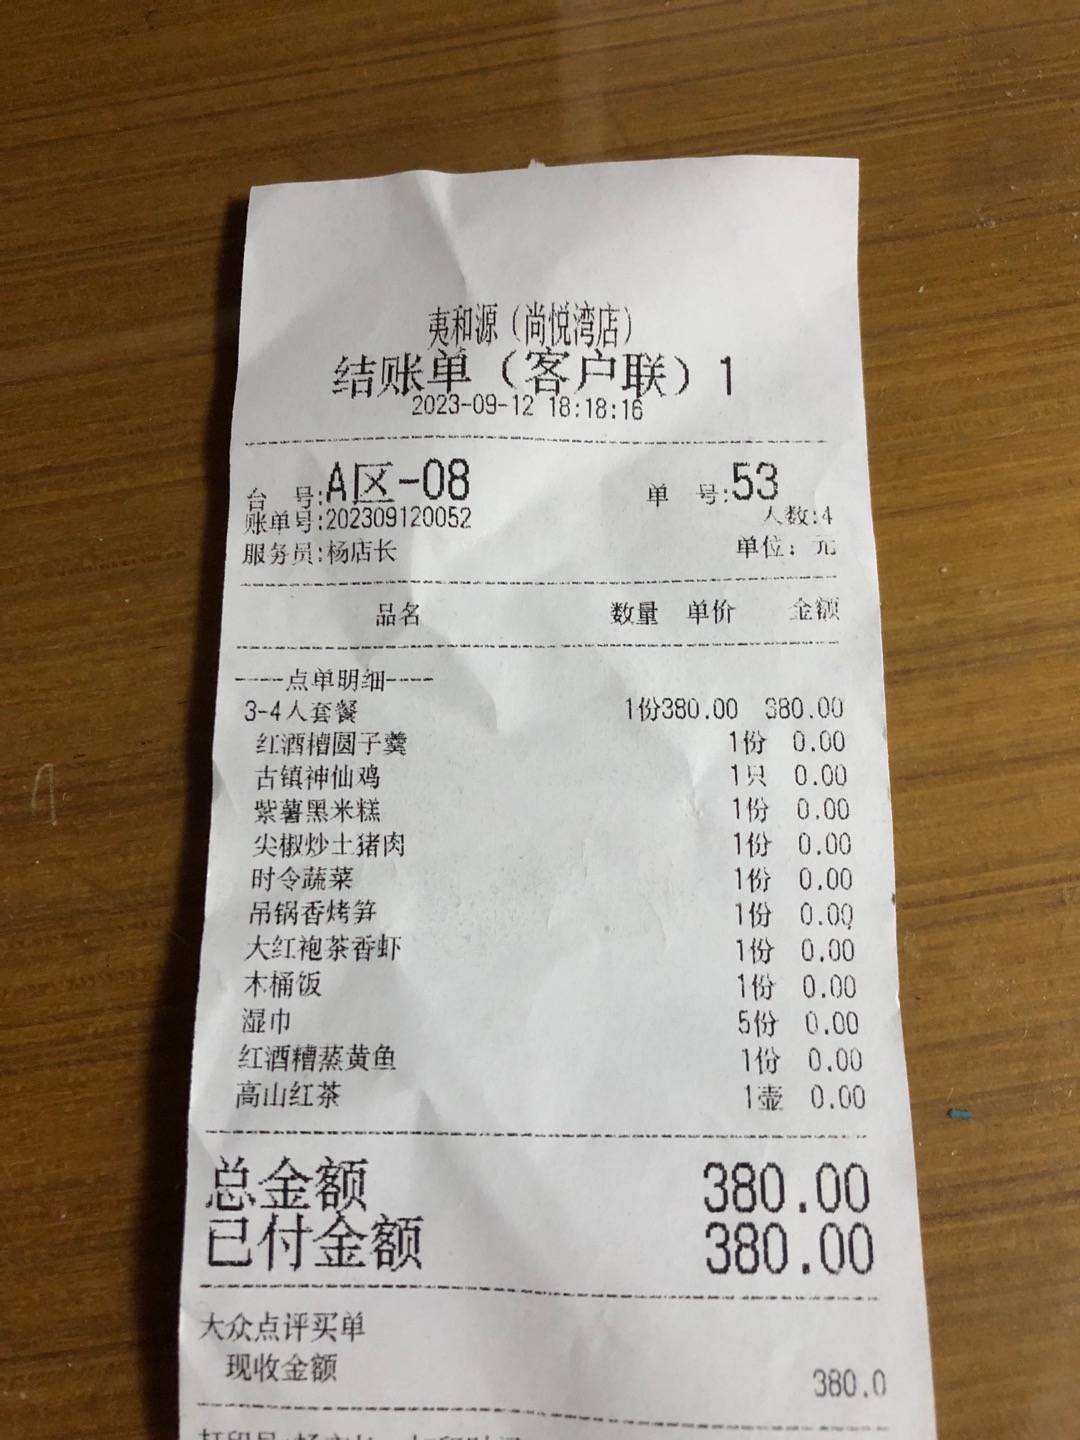 夷和源（尚悦湾店）
结账单（客户联）1
2023-09-12 18:18:16
台 号:A区-08 单 号:53
账单号:202309120052 人数:4
服务员:杨店长 单位：元
品名 数量 单价 金额
----点单明细----
3-4人套餐 1份380.00 380.00
红酒糟圆子羹 1份 0.00
古镇神仙鸡 1只 0.00
紫薯黑米糕 1份 0.00
尖椒炒土猪肉 1份 0.00
时令蔬菜 1份 0.00
吊锅香烤笋 1份 0.00
大红袍茶香虾 1份 0.00
木桶饭 1份 0.00
湿巾 5份 0.00
红酒糟蒸黄鱼 1份 0.00
高山红茶 1壶 0.00
总金额 380.00
已付金额 380.00
大众点评买单
现收金额 380.0